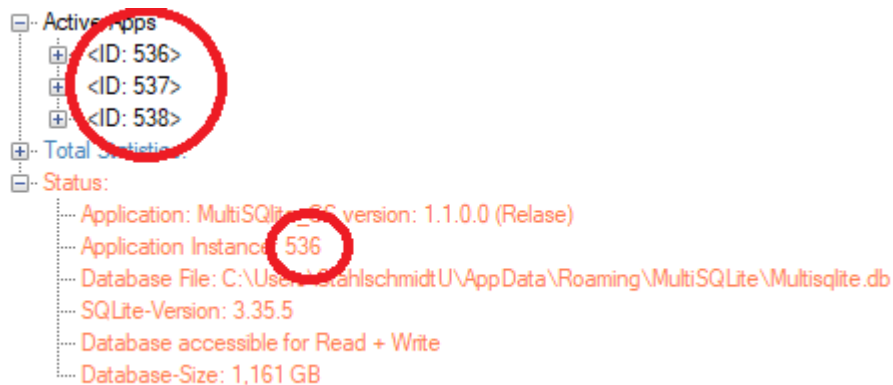 Active Apps
<ID: 536>
<ID: 537>
<ID: 538>
Total Statistics:
Status:
Application: MultiSQlite_CS version: 1.1.0.0 (Relase)
Application Instance: 536
Database File: C:\Users\StahlschmidtU\AppData\Roaming\MultiSQLite\Multisqlite.db
SQLite-Version: 3.35.5
Database accessible for Read + Write
Database-Size: 1,161 GB